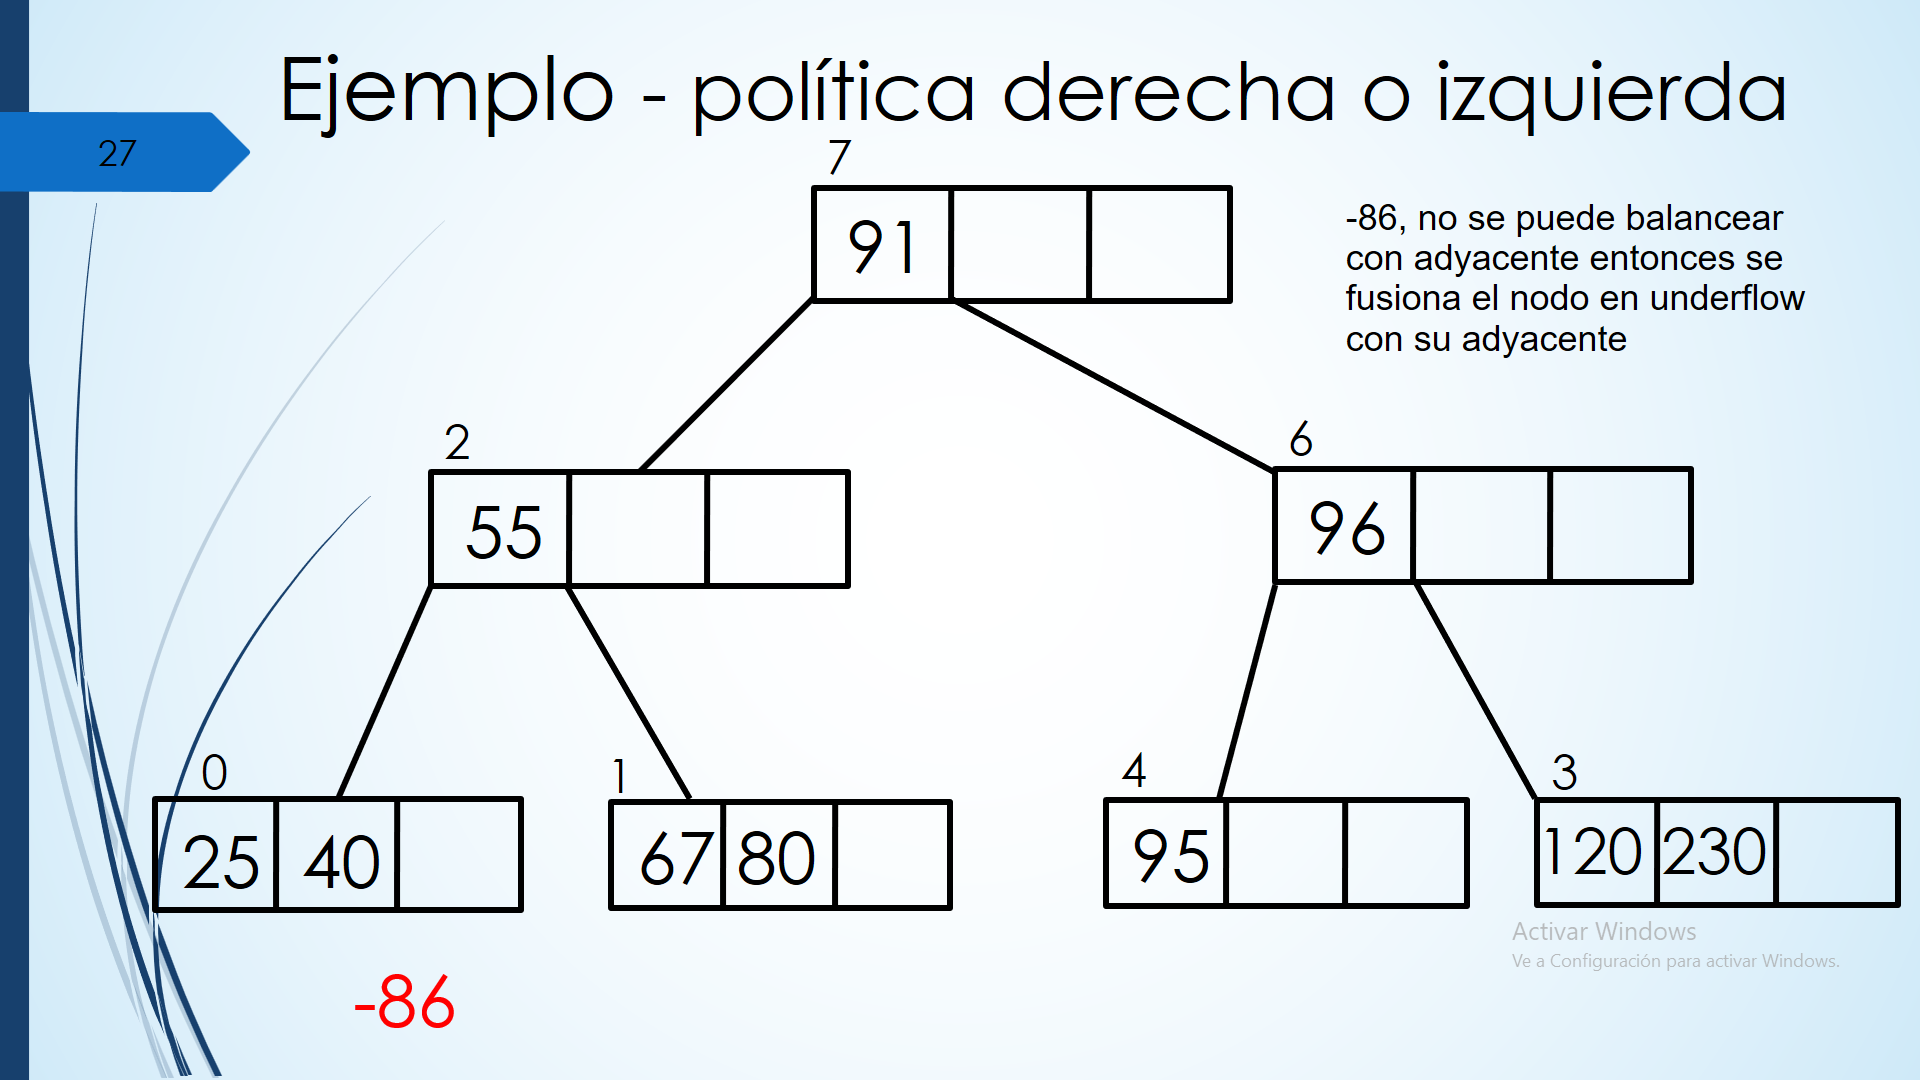 Ejemplo - política derecha o izquierda
27
7
91
-86, no se puede balancear
con adyacente entonces se
fusiona el nodo en underflow
con su adyacente
2
6
55
96
0
1
4
3
25 40
67 80
95
120 230
Activar Windows
Ve a Configuración para activar Windows.
-86